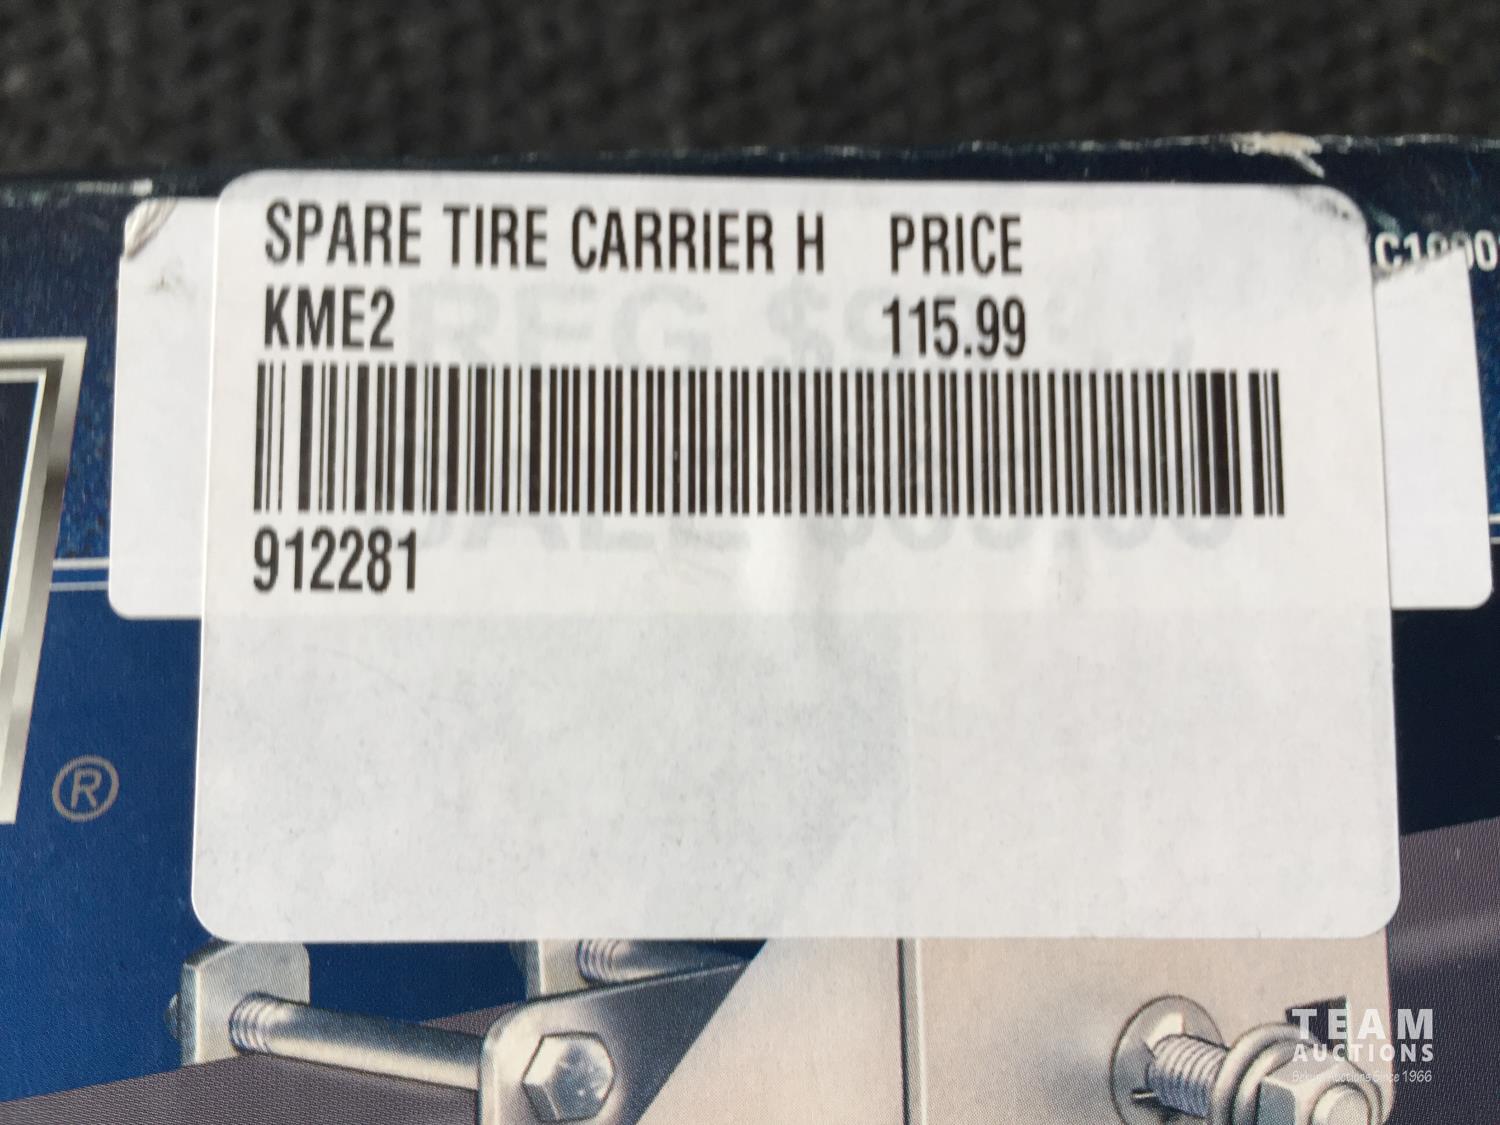 SPARE TIRE CARRIER H PRICE
KME2 115.99
912281
®
TEAM
AUCTIONS